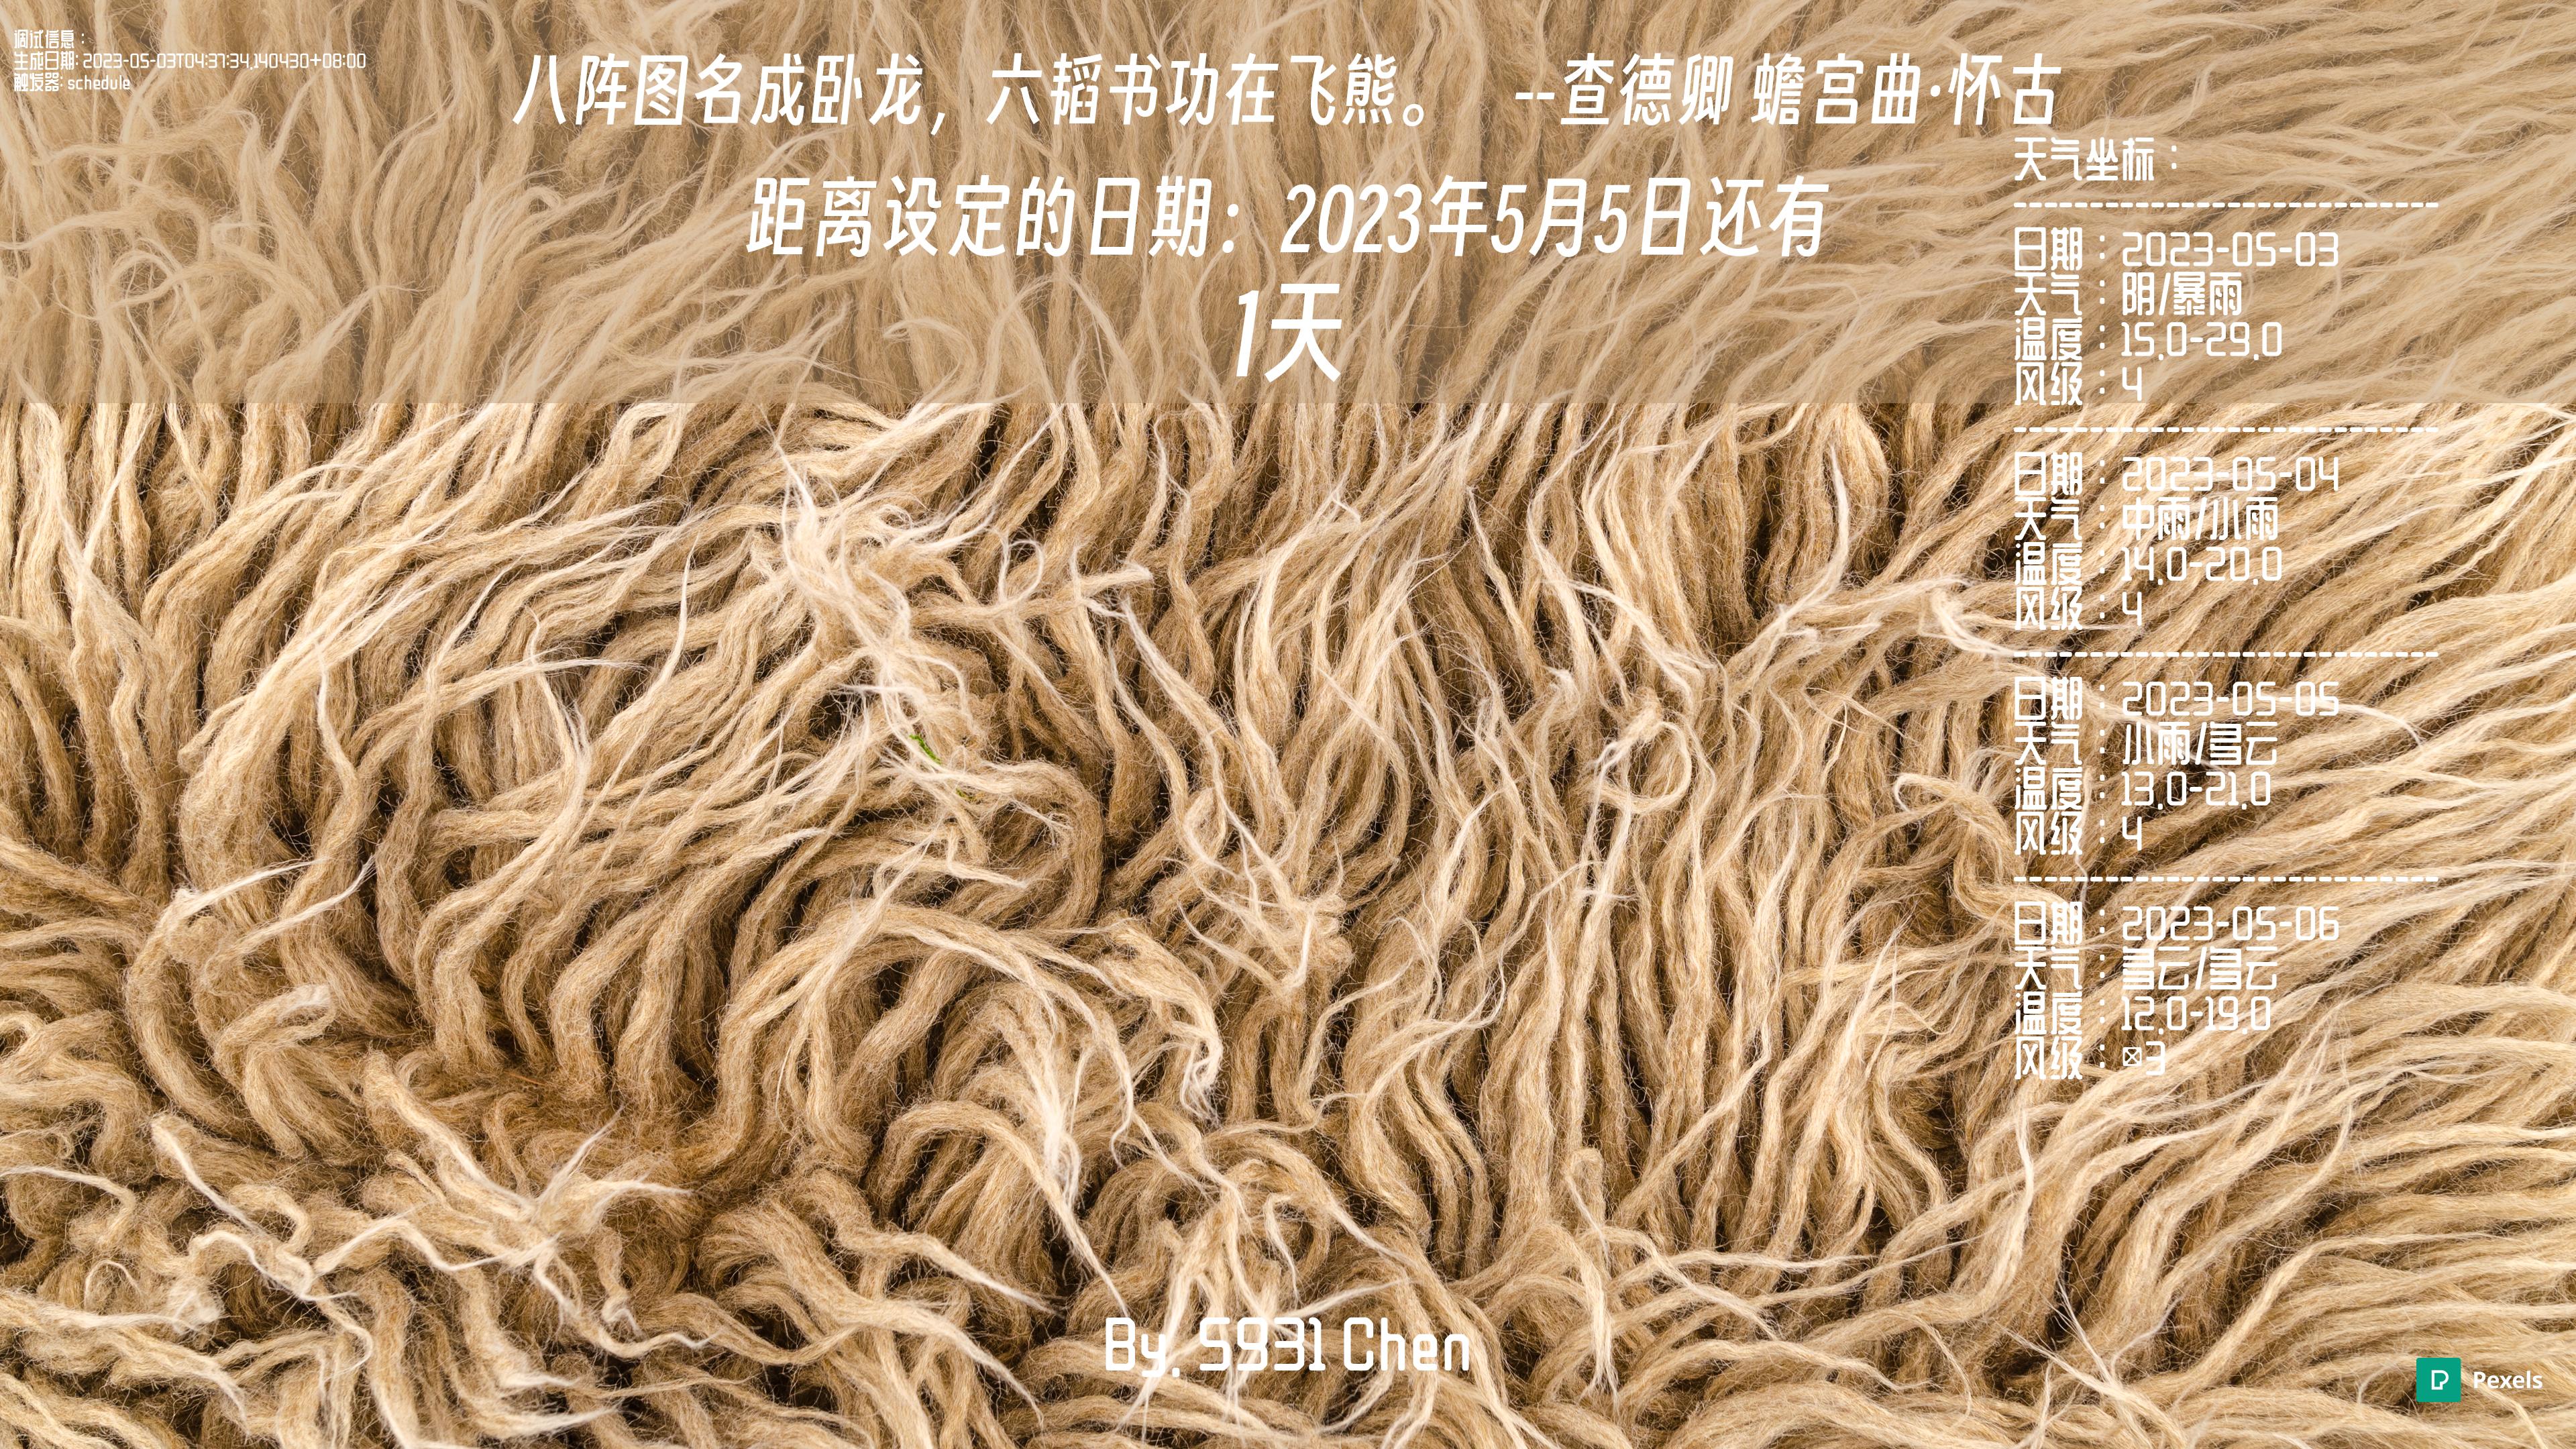 调试信息：
生成日期: 2023-05-03T04:37:34.140430+08:00
触发器: schedule
八阵图名成卧龙，六韬书功在飞熊。 --查德卿 蟾宫曲·怀古
距离设定的日期：2023年5月5日还有
1天
天气坐标：
----------------------------
日期：2023-05-03
天气：阴/暴雨
温度：15.0-29.0
风级：4
----------------------------
日期：2023-05-04
天气：中雨/小雨
温度：14.0-20.0
风级：4
----------------------------
日期：2023-05-05
天气：小雨/多云
温度：13.0-21.0
风级：4
----------------------------
日期：2023-05-06
天气：多云/多云
温度：12.0-19.0
风级：3
By. S931 Chen
Pexels